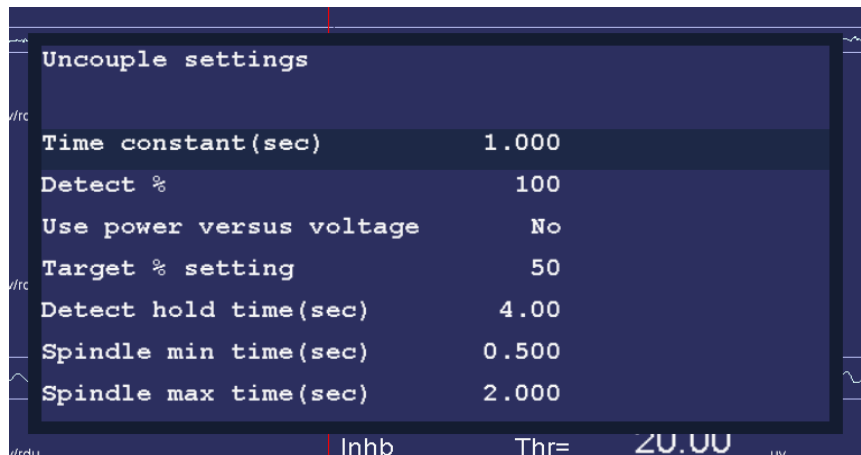 Uncouple settings
Time constant(sec) 1.000
Detect % 100
Use power versus voltage No
Target % setting 50
Detect hold time(sec) 4.00
Spindle min time(sec) 0.500
Spindle max time(sec) 2.000
Inhb Thr= 20.00